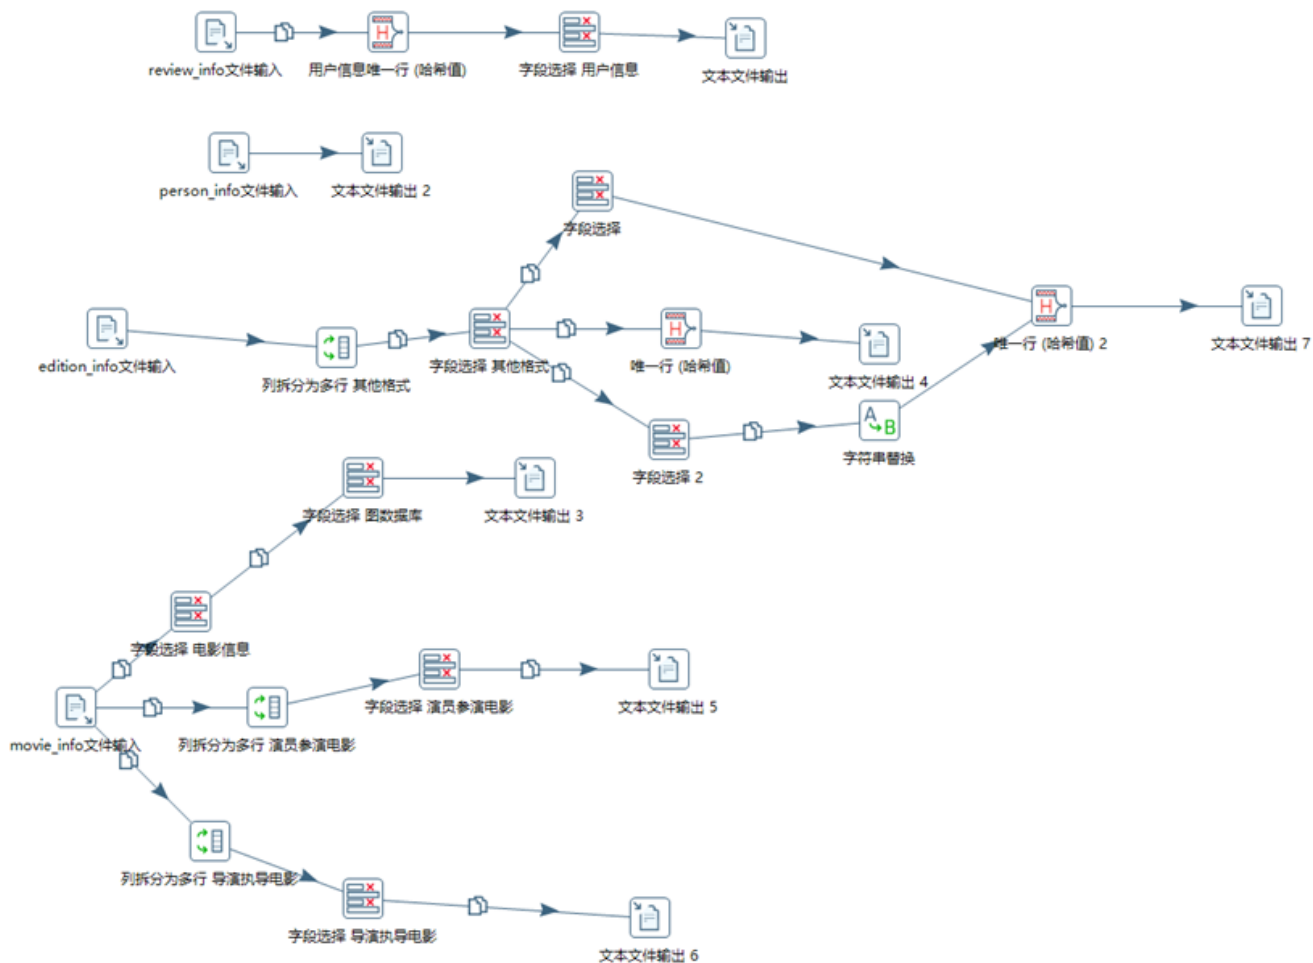 review_info文件输入
用户信息唯一行 (哈希值)
字段选择 用户信息
文本文件输出
person_info文件输入
文本文件输出 2
字段选择
edition_info文件输入
列拆分为多行 其他格式
字段选择 其他格式
唯一行 (哈希值)
文本文件输出 4
唯一行 (哈希值) 2
文本文件输出 7
字段选择 2
字符串替换
字段选择 图数据库
文本文件输出 3
字段选择 电影信息
movie_info文件输入
列拆分为多行 演员参演电影
字段选择 演员参演电影
文本文件输出 5
列拆分为多行 导演执导电影
字段选择 导演执导电影
文本文件输出 6